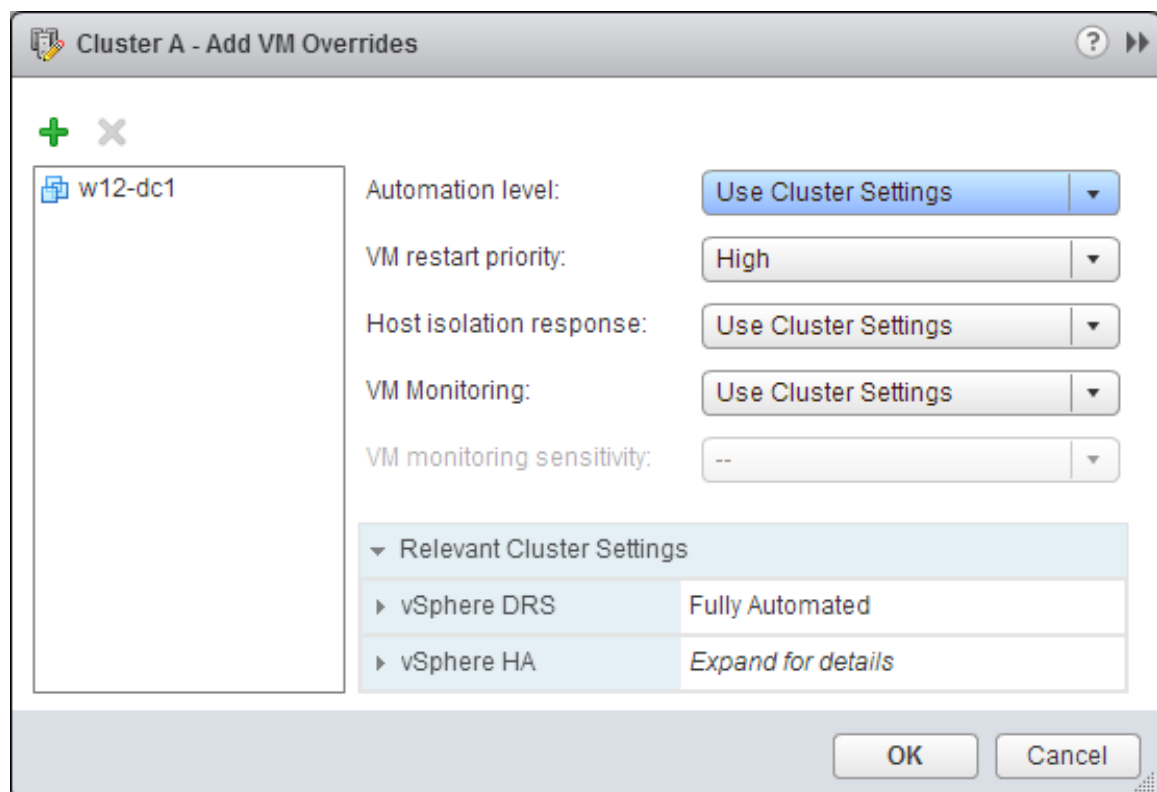 Cluster A - Add VM Overrides
?
w12-dc1
Automation level: Use Cluster Settings
VM restart priority: High
Host isolation response: Use Cluster Settings
VM Monitoring: Use Cluster Settings
VM monitoring sensitivity: --
Relevant Cluster Settings
vSphere DRS Fully Automated
vSphere HA Expand for details
OK Cancel